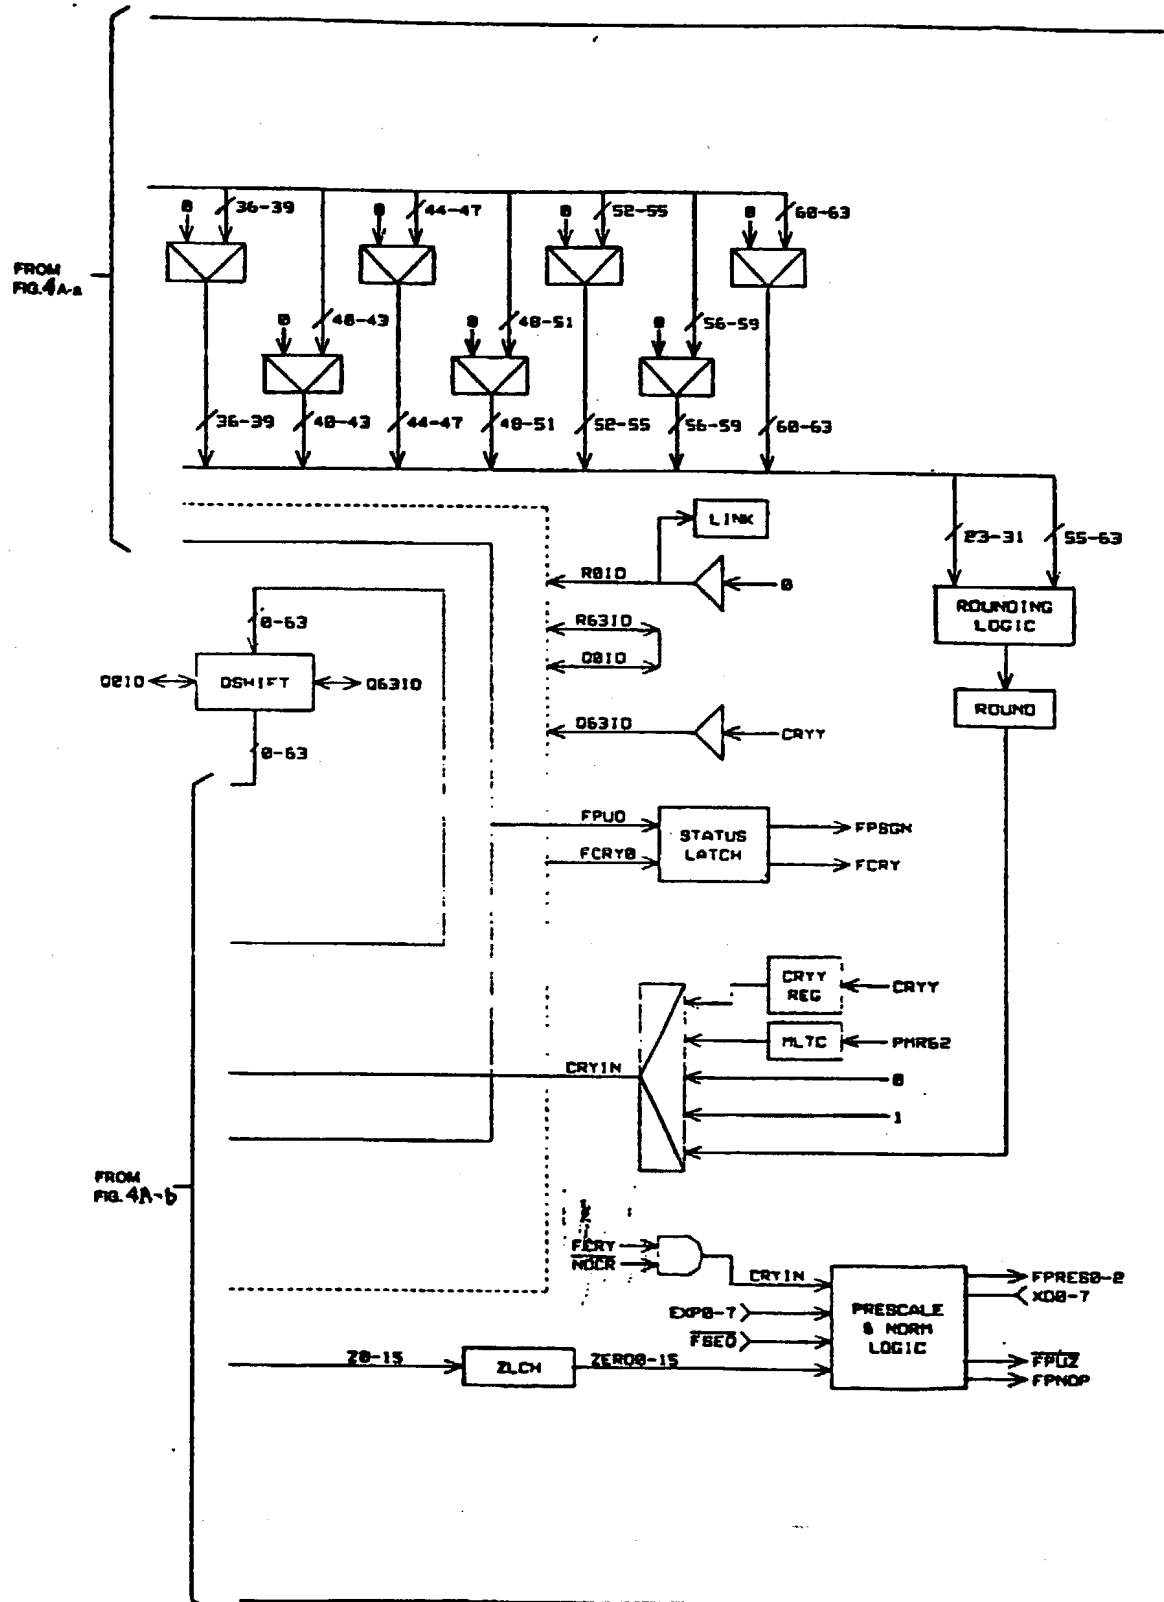 0 36-39 0 44-47 0 52-55 0 60-63
FROM
FIG.4A-a
0 40-43 0 48-51 0 56-59
36-39 40-43 44-47 48-51 52-55 56-59 60-63
LINK
23-31 55-63
R0IO 0
0-63 R63IO
ROUNDING
LOGIC
Q0IO
Q0IO QSHIFT Q63IO
ROUND
Q63IO CRYY
0-63
FPU0 STATUS
LATCH FPSGN
FCRY0 FCRY
CRYY
REG CRYY
MLTC PMR62
CRYIN 0
1
FROM
FIG.4A-b
FCRY
NOCR
CRYIN FPRES0-2
XD0-7
EXP0-7 PRESCALE
& NORM
LOGIC
FSEQ
Z0-15 ZLCH ZERO0-15 FPUZ
FPNOP